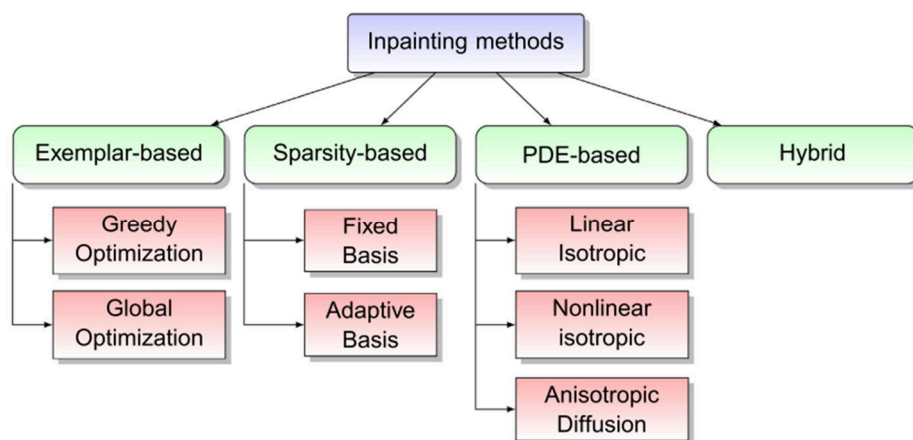 Inpainting methods
Exemplar-based
Sparsity-based
PDE-based
Hybrid
Greedy
Optimization
Global
Optimization
Fixed
Basis
Adaptive
Basis
Linear
Isotropic
Nonlinear
isotropic
Anisotropic
Diffusion